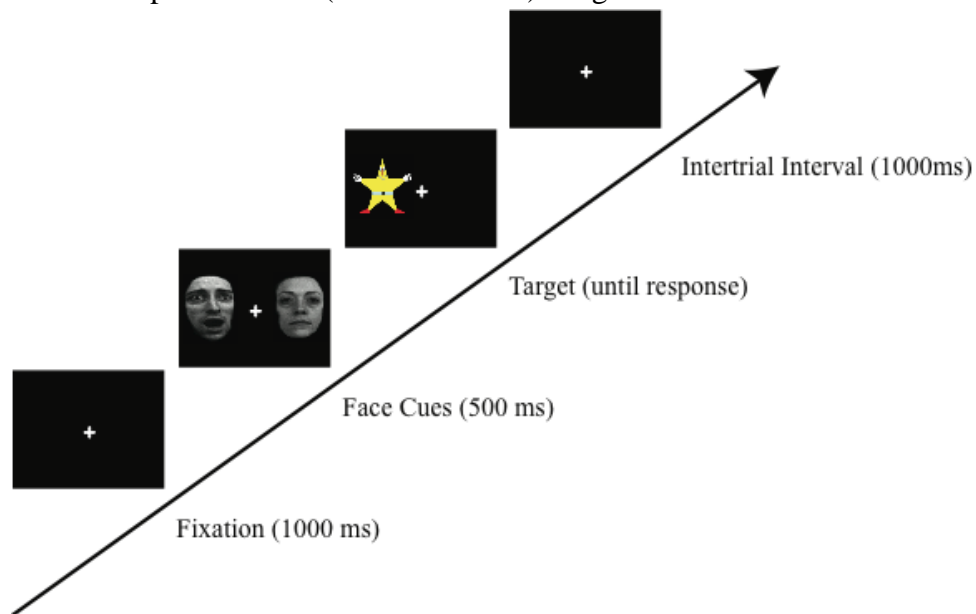 Intertrial Interval (1000ms)
Target (until response)
Face Cues (500 ms)
Fixation (1000 ms)